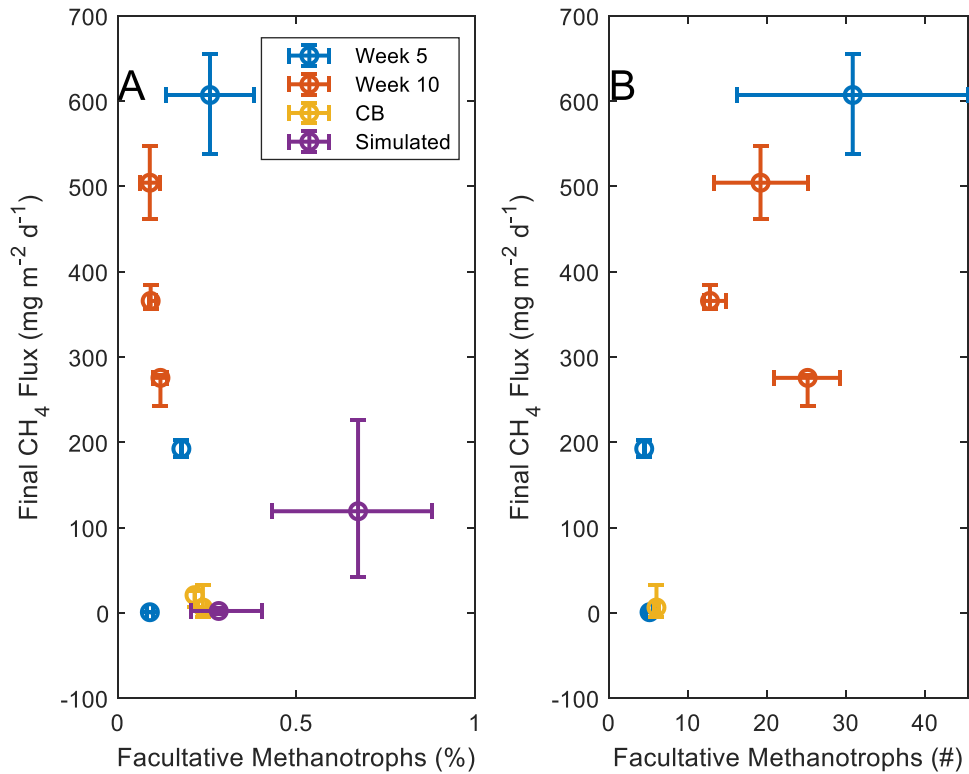 700
600
500
400
300
200
100
0
-100
0
0.5
1
Final CH4 Flux (mg m-2 d-1)
Facultative Methanotrophs (%)
A
Week 5
Week 10
CB
Simulated
700
600
500
400
300
200
100
0
-100
0
10
20
30
40
Final CH4 Flux (mg m-2 d-1)
Facultative Methanotrophs (#)
B